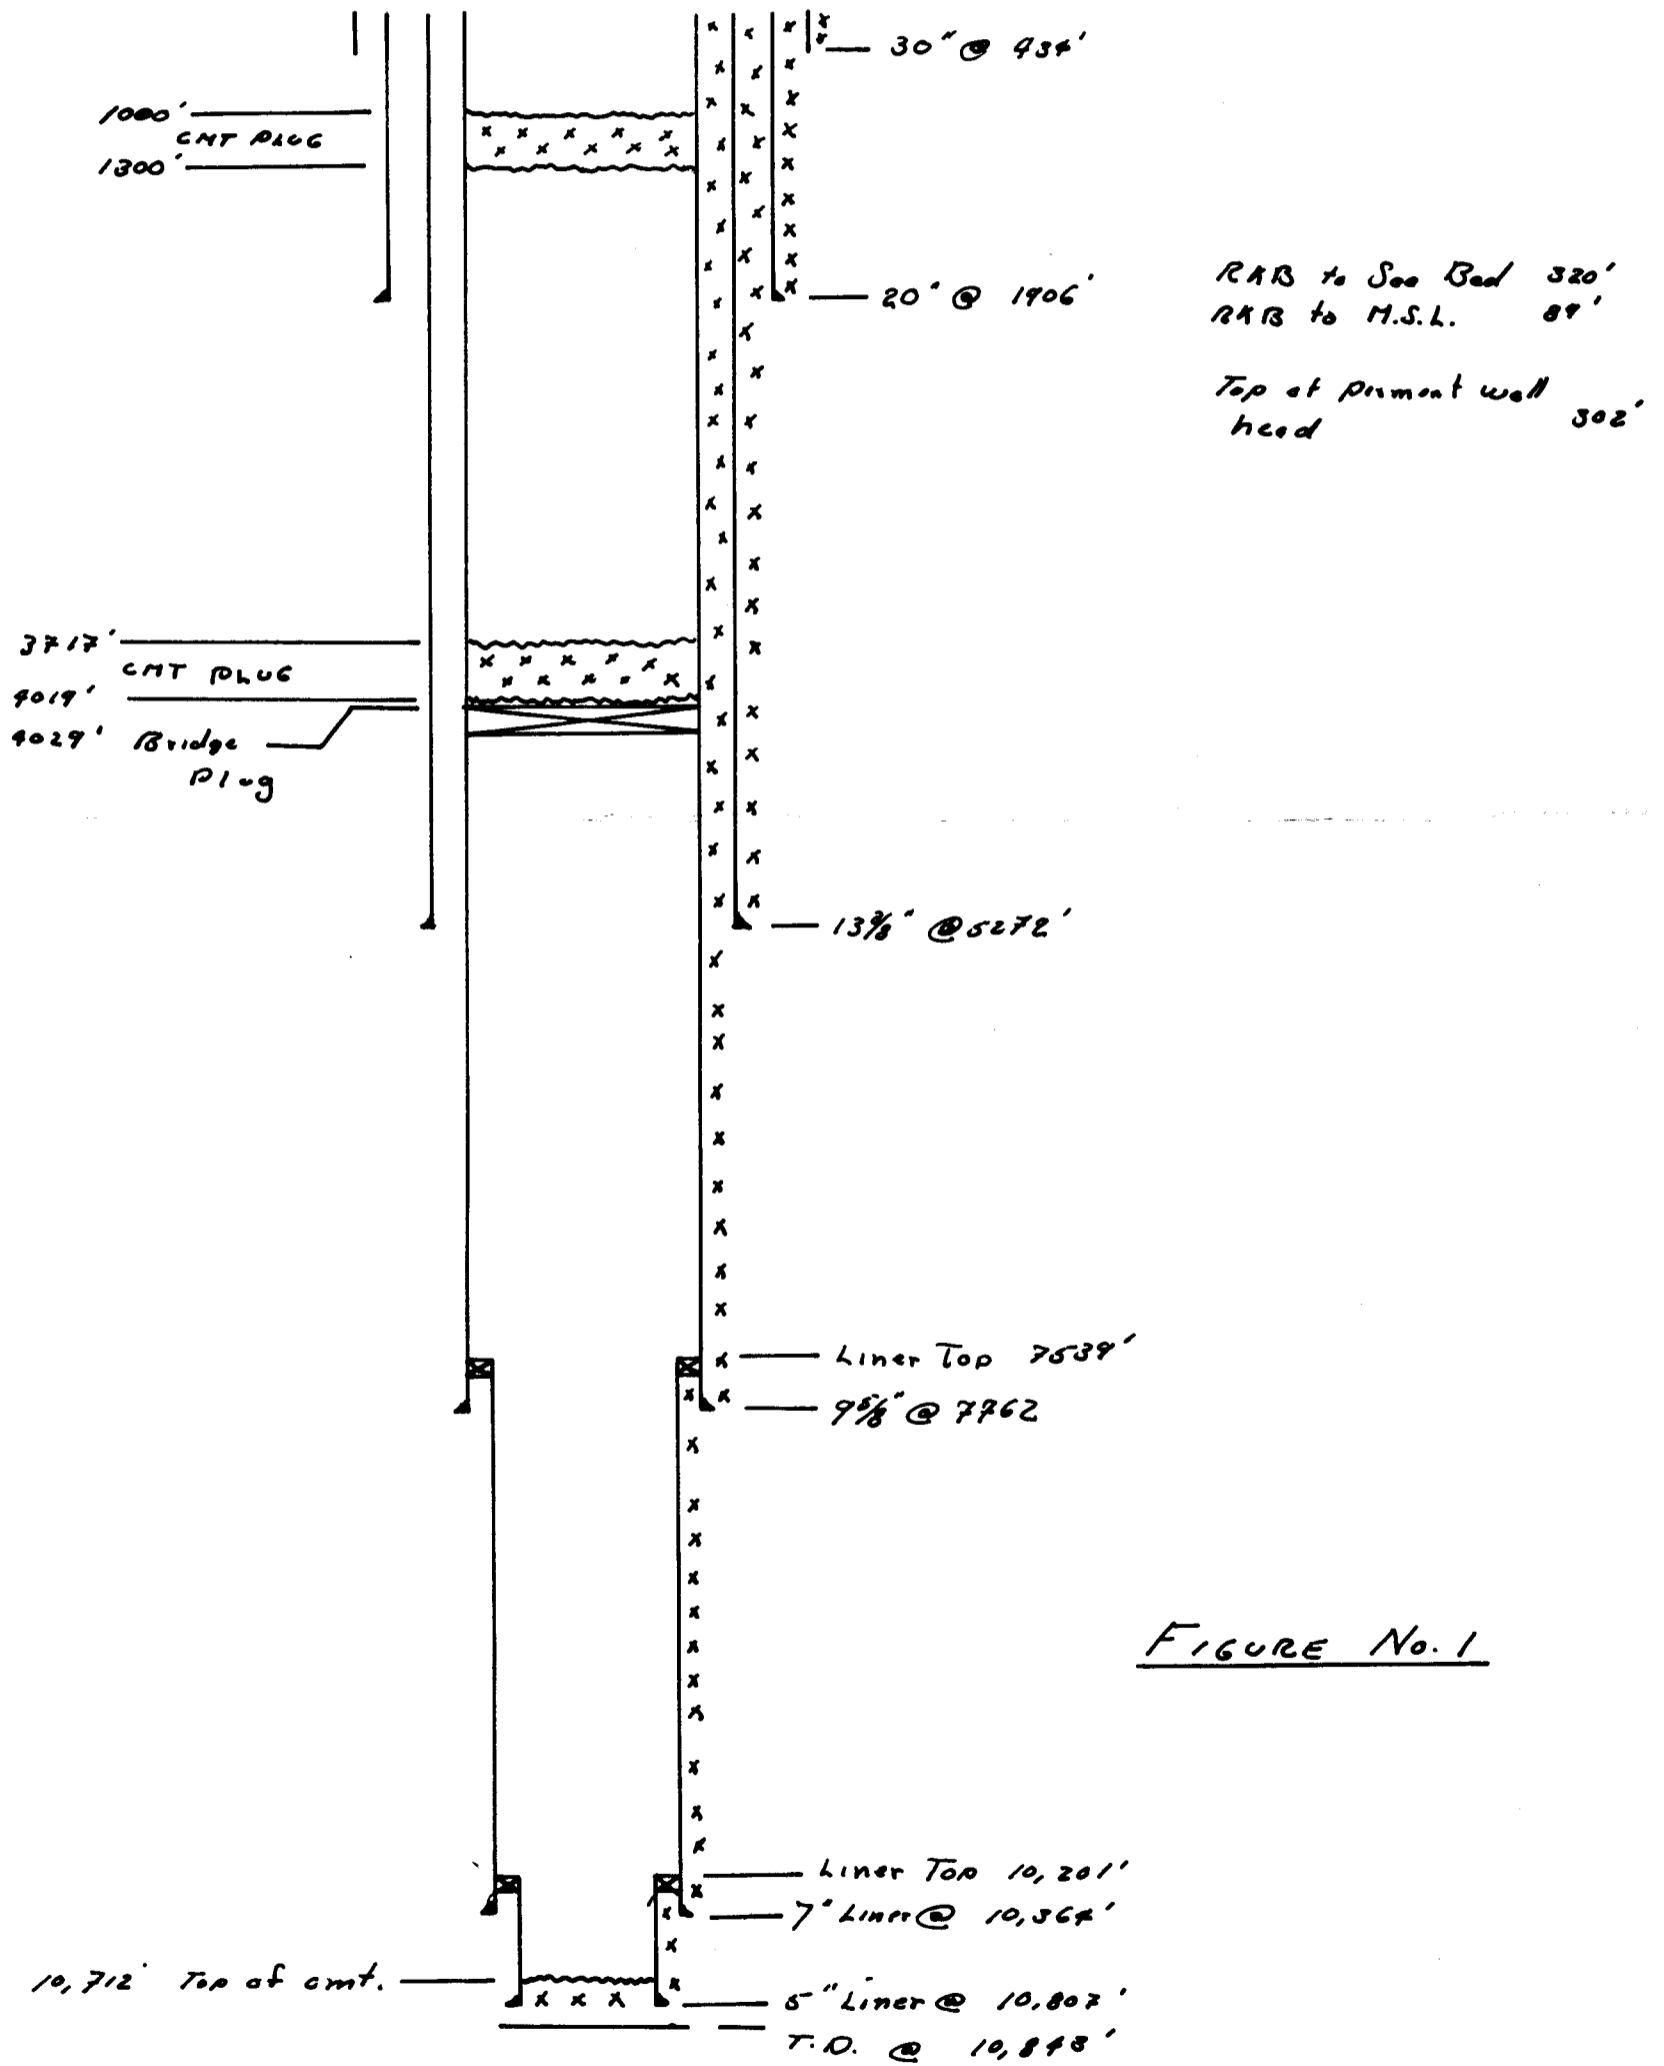 30" @ 434'
1000'
CMT PLUG
1300'
20" @ 1906'
RKB to Sea Bed 320'
RKB to M.S.L. 89'
Top of permont well
head 302'
3717'
CMT PLUG
4019'
4029' Bridge
Plug
13⅜" @ 5272'
Liner Top 7539'
9⅝" @ 7762
FIGURE No. 1
Liner Top 10,201'
7" Liner @ 10,364'
10,712' Top of cmt.
5" Liner @ 10,807'
T.D. @ 10,843'